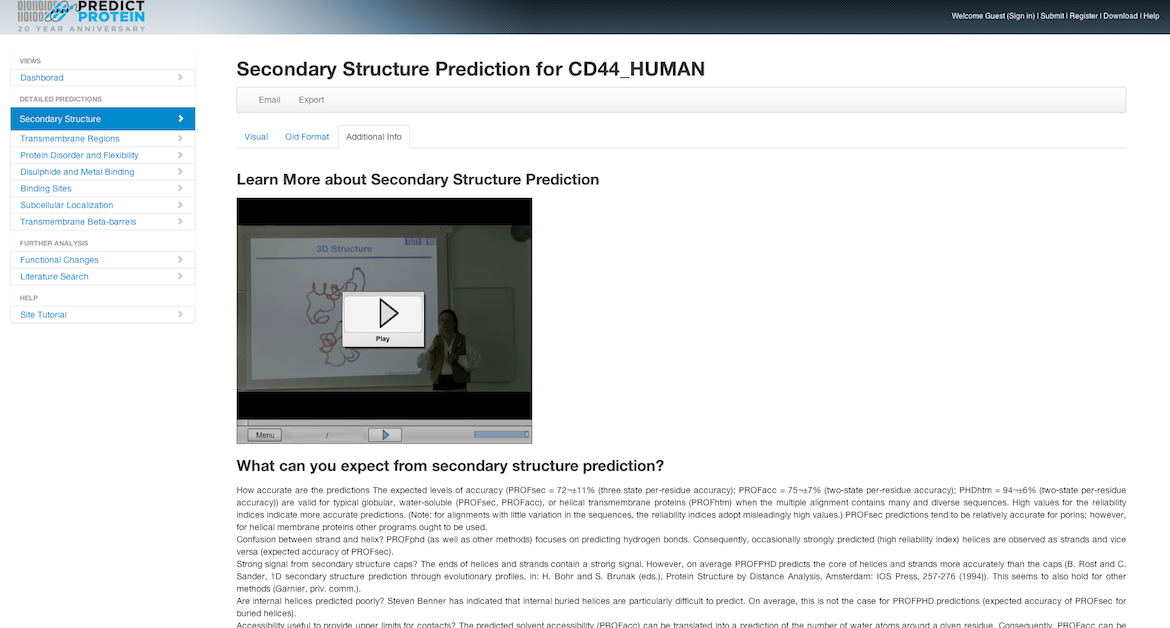 PREDICT
PROTEIN
20 YEAR ANNIVERSARY
Welcome Guest (Sign in) | Submit | Register | Download | Help
VIEWS
Dashborad
DETAILED PREDICTIONS
Secondary Structure
Transmembrane Regions
Protein Disorder and Flexibility
Disulphide and Metal Binding
Binding Sites
Subcellular Localization
Transmembrane Beta-barrels
FURTHER ANALYSIS
Functional Changes
Literature Search
HELP
Site Tutorial
Secondary Structure Prediction for CD44_HUMAN
Email Export
Visual Old Format Additional Info
Learn More about Secondary Structure Prediction
3D Structure
Play
Menu /
What can you expect from secondary structure prediction?
How accurate are the predictions The expected levels of accuracy (PROFsec = 72¬±11% (three state per-residue accuracy); PROFacc = 75¬±7% (two-state per-residue accuracy); PHDhtm = 94¬±6% (two-state per-residue
accuracy)) are valid for typical globular, water-soluble (PROFsec, PROFacc), or helical transmembrane proteins (PROFhtm) when the multiple alignment contains many and diverse sequences. High values for the reliability
indices indicate more accurate predictions. (Note: for alignments with little variation in the sequences, the reliability indices adopt misleadingly high values.) PROFsec predictions tend to be relatively accurate for porins; however,
for helical membrane proteins other programs ought to be used.
Confusion between strand and helix? PROFphd (as well as other methods) focuses on predicting hydrogen bonds. Consequently, occasionally strongly predicted (high reliability index) helices are observed as strands and vice
versa (expected accuracy of PROFsec).
Strong signal from secondary structure caps? The ends of helices and strands contain a strong signal. However, on average PROFPHD predicts the core of helices and strands more accurately than the caps (B. Rost and C.
Sander, 1D secondary structure prediction through evolutionary profiles, in: H. Bohr and S. Brunak (eds.), Protein Structure by Distance Analysis, Amsterdam: IOS Press, 257-276 (1994)). This seems to also hold for other
methods (Garnier, priv. comm.).
Are internal helices predicted poorly? Steven Benner has indicated that internal buried helices are particularly difficult to predict. On average, this is not the case for PROFPHD predictions (expected accuracy of PROFsec for
buried helices).
Accessibility useful to provide upper limits for contacts? The predicted solvent accessibility (PROFacc) can be translated into a prediction of the number of water atoms around a given residue. Consequently, PROFacc can be